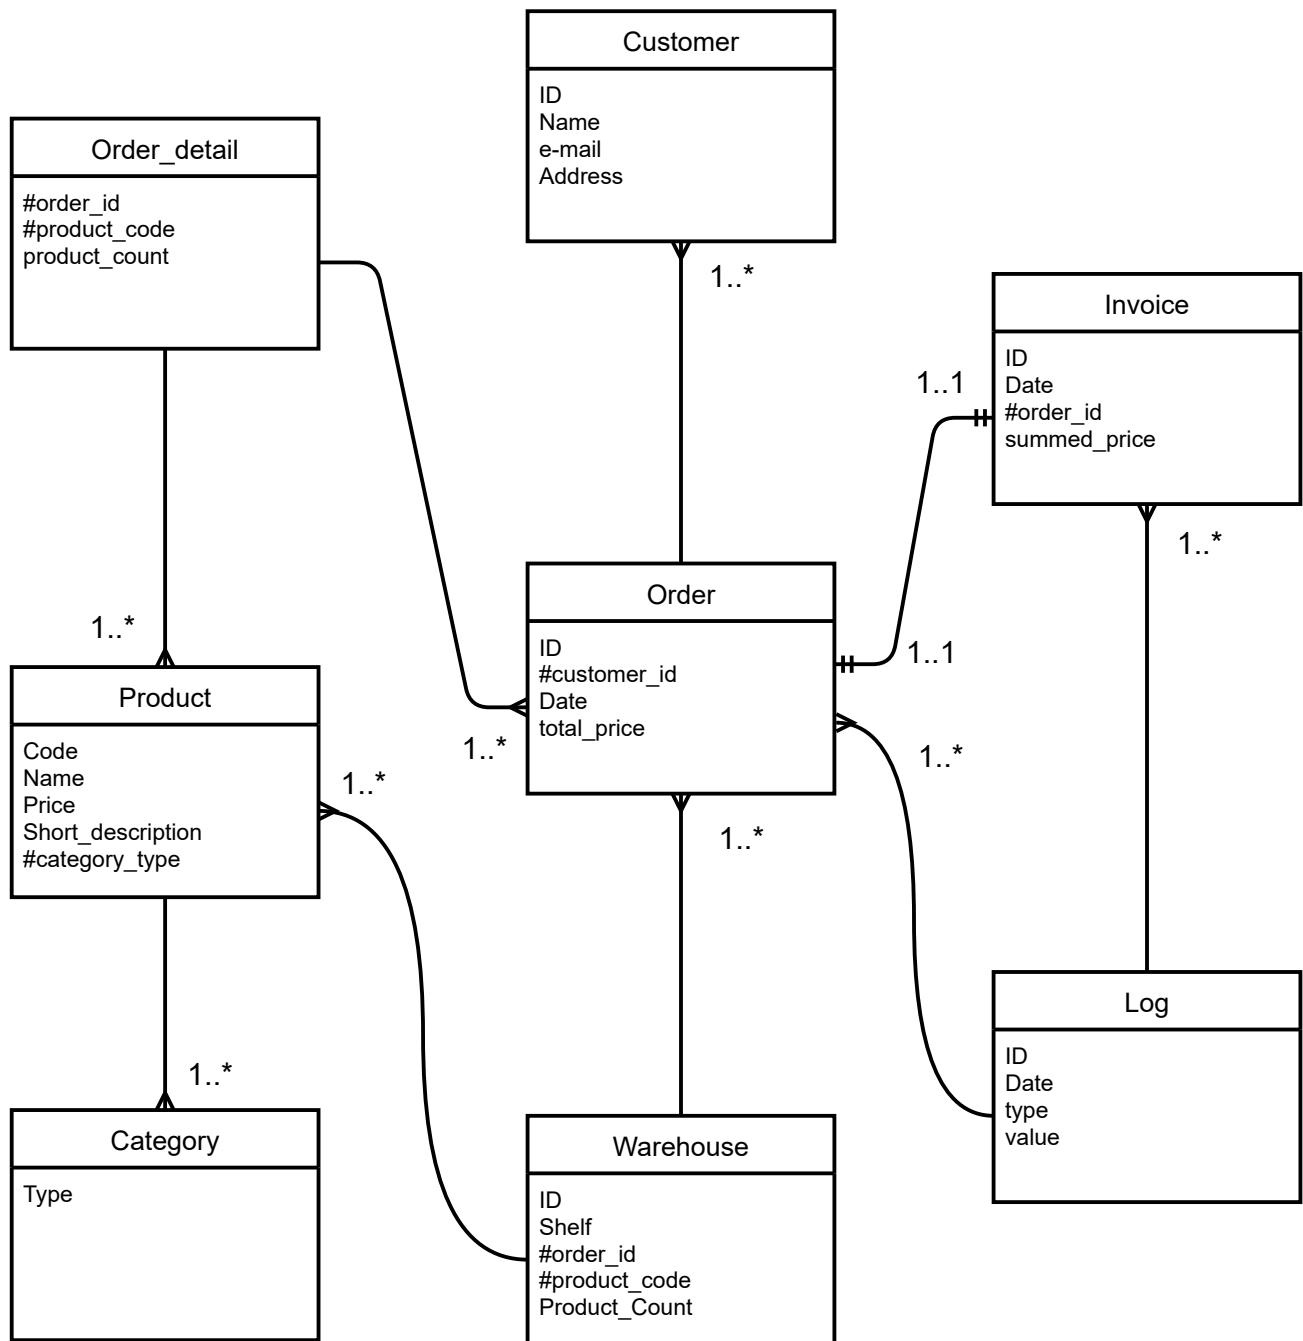 Customer
ID
Name
e-mail
Address
Order_detail
#order_id
#product_code
product_count
1..*
Invoice
ID
Date
#order_id
summed_price
1..1
1..*
Order
ID
#customer_id
Date
total_price
1..1
1..*
1..*
1..*
1..*
Product
Code
Name
Price
Short_description
#category_type
1..*
1..*
Category
Type
Warehouse
ID
Shelf
#order_id
#product_code
Product_Count
Log
ID
Date
type
value